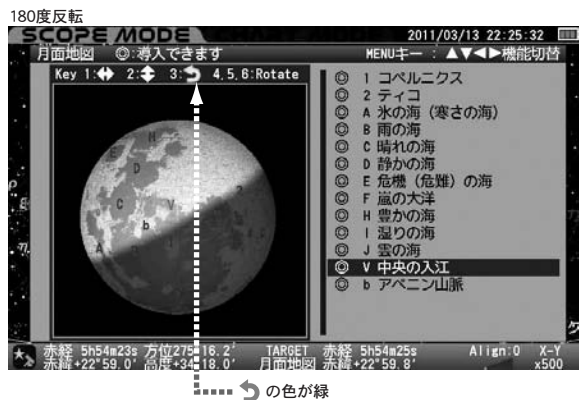 180度反転
SCOPE MODE CHART MODE 2011/03/13 22:25:32
月面地図 ◎:導入できます MENUキー : ▲▼◀▶機能切替
Key 1: 2: 3: 4,5,6:Rotate
◎ 1 コペルニクス
◎ 2 ティコ
◎ A 氷の海 (寒さの海)
◎ B 雨の海
◎ C 晴れの海
◎ D 静かの海
◎ E 危機 (危難) の海
◎ F 嵐の大洋
◎ H 豊かの海
◎ I 湿りの海
◎ J 雲の海
◎ V 中央の入江
◎ b アペニン山脈
H
E
D
C
V
2
b
A
1
赤経 5h54m23s 方位275°16.2' TARGET 赤経 5h54m25s Align:0 X-Y
赤緯+22°59.0' 高度+34°18.0' 月面地図 赤緯+22°59.8' x500
の色が緑